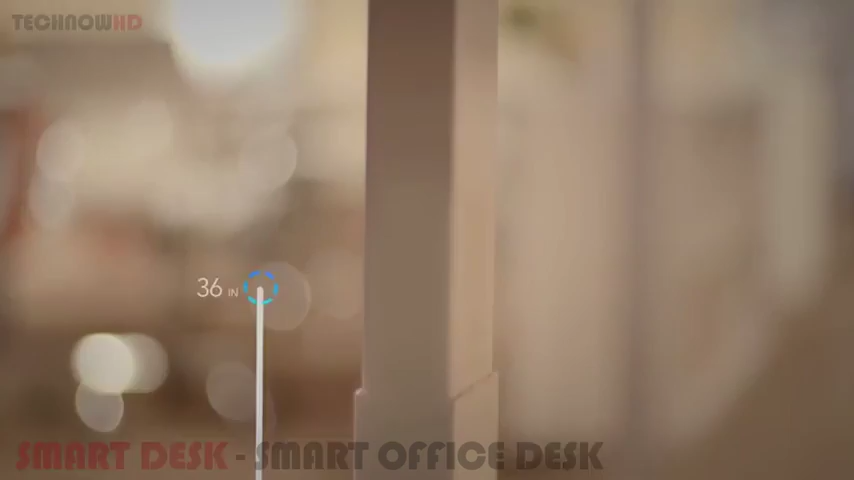 TECHNOWHD
36 IN
SMART DESK - SMART OFFICE DESK